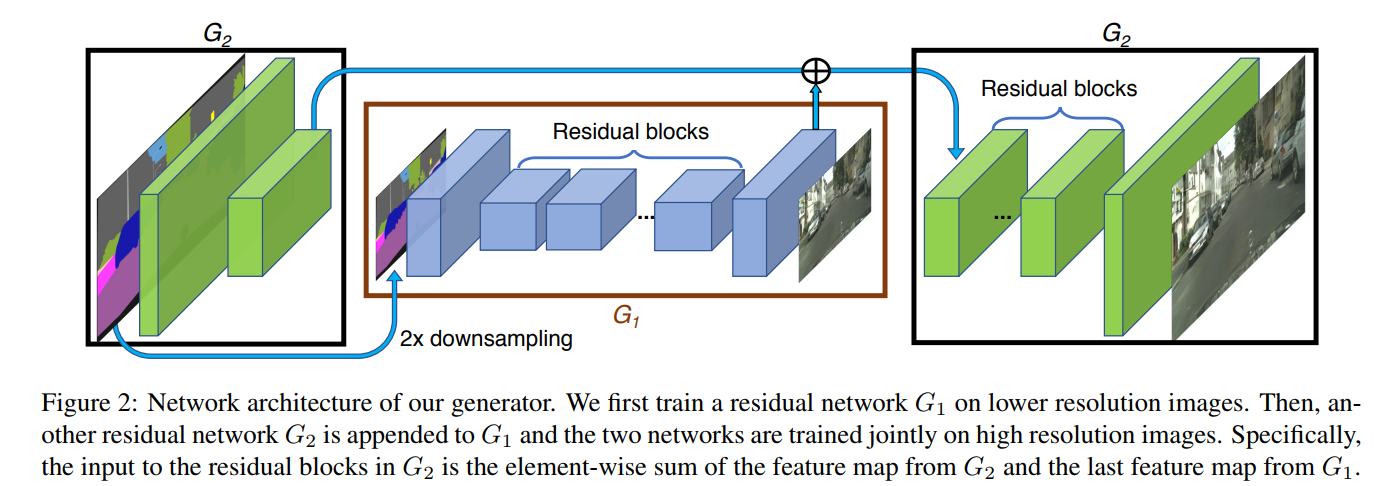 G2
G2
Residual blocks
Residual blocks
...
...
G1
2x downsampling
Figure 2: Network architecture of our generator. We first train a residual network G1 on lower resolution images. Then, an-
other residual network G2 is appended to G1 and the two networks are trained jointly on high resolution images. Specifically,
the input to the residual blocks in G2 is the element-wise sum of the feature map from G2 and the last feature map from G1.